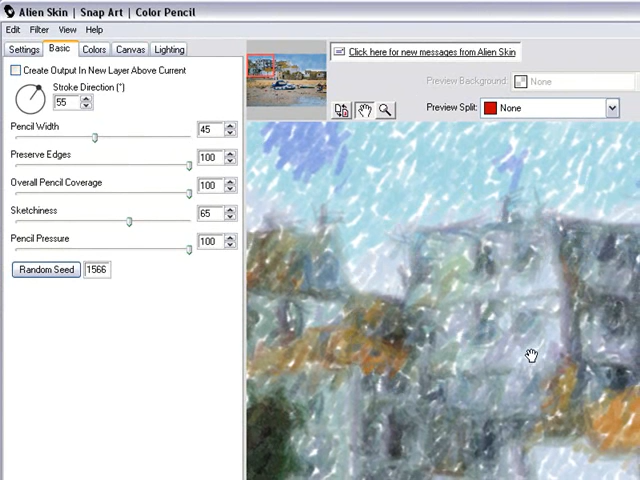 Alien Skin | Snap Art | Color Pencil
Edit Filter View Help
Settings Basic Colors Canvas Lighting
Click here for new messages from Alien Skin
Create Output In New Layer Above Current
Preview Background: None
Stroke Direction (°)
55
Preview Split: None
Pencil Width
45
Preserve Edges
100
Overall Pencil Coverage
100
Sketchiness
65
Pencil Pressure
100
Random Seed 1566